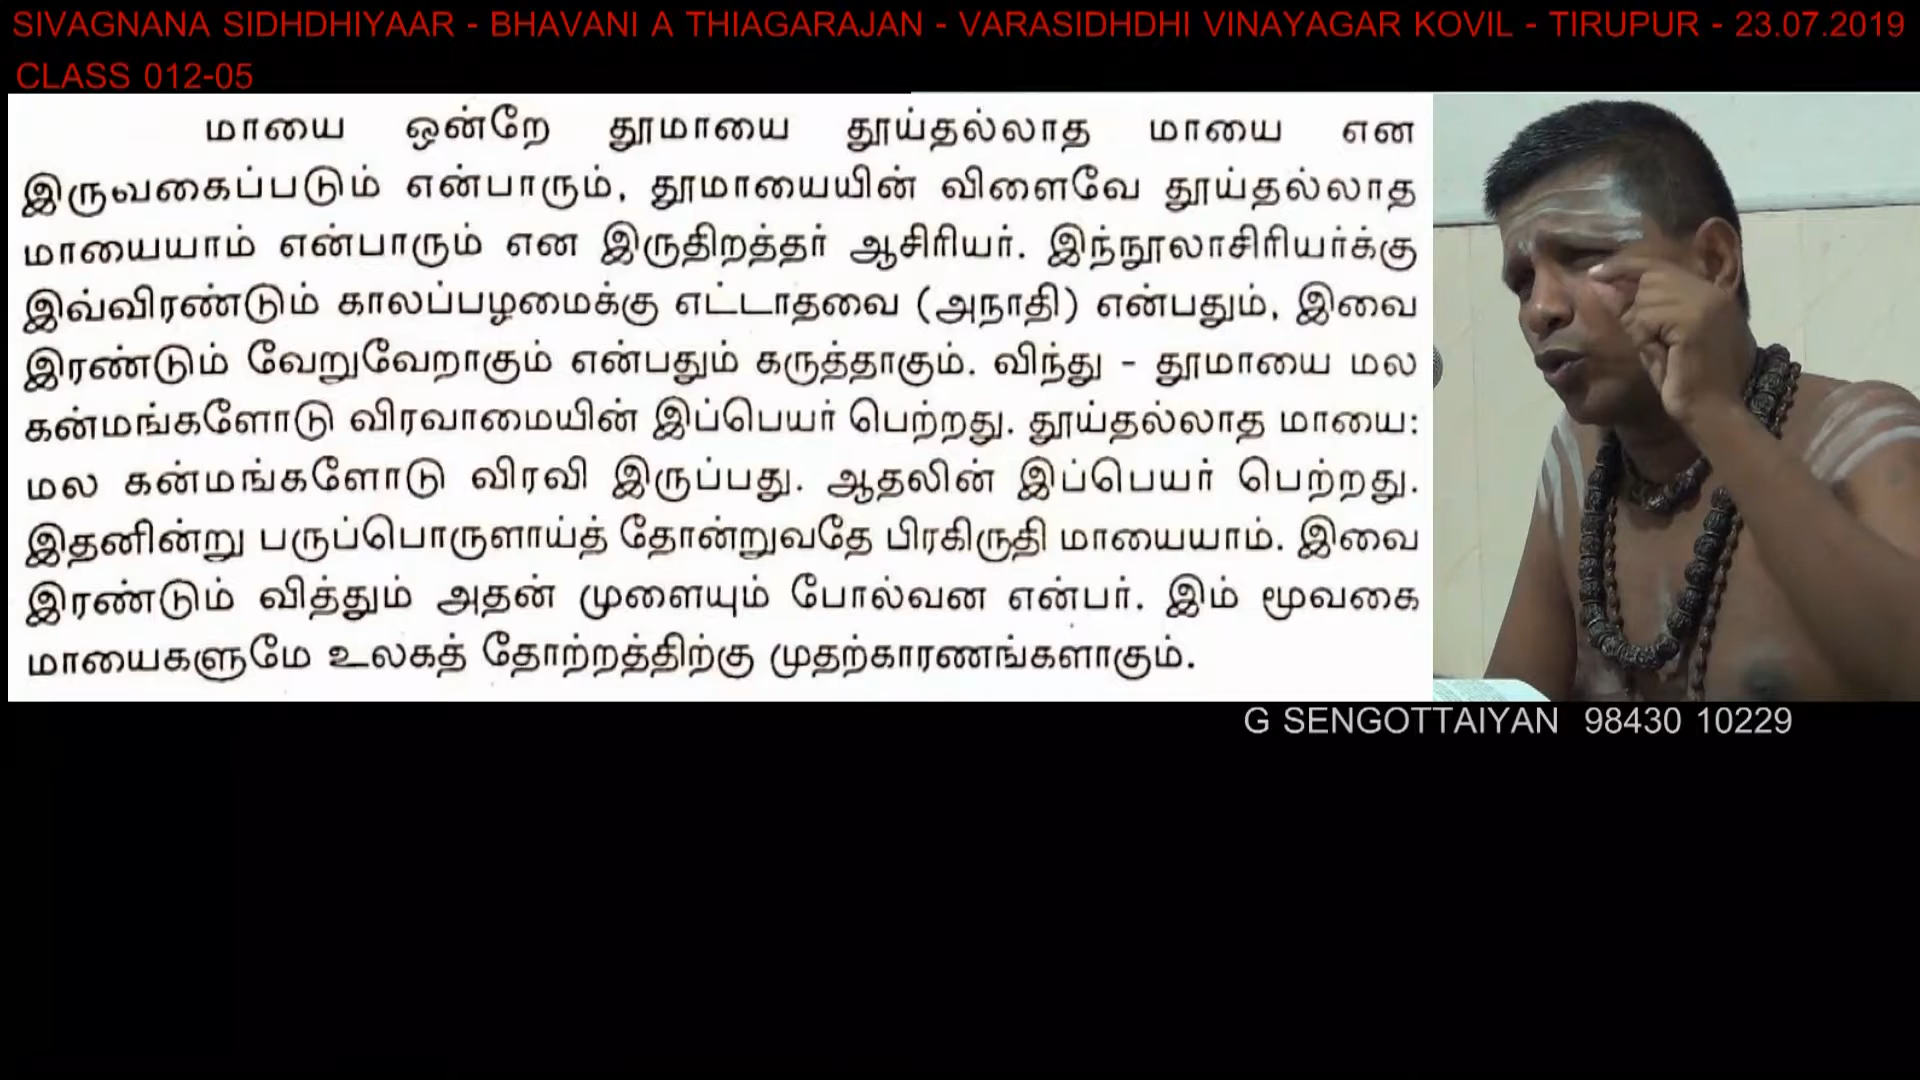 SIVAGNANA SIDHDHIYAAR - BHAVANI A THIAGARAJAN - VARASIDHDHI VINAYAGAR KOVIL - TIRUPUR - 23.07.2019
CLASS 012-05
மாயை ஒன்றே தூமாயை தூய்தல்லாத மாயை என
இருவகைப்படும் என்பாரும், தூமாயையின் விளைவே தூய்தல்லாத
மாயையாம் என்பாரும் என இருதிறத்தர் ஆசிரியர். இந்நூலாசிரியர்க்கு
இவ்விரண்டும் காலப்பழமைக்கு எட்டாதவை (அநாதி) என்பதும், இவை
இரண்டும் வேறுவேறாகும் என்பதும் கருத்தாகும். விந்து - தூமாயை மல
கன்மங்களோடு விரவாமையின் இப்பெயர் பெற்றது. தூய்தல்லாத மாயை:
மல கன்மங்களோடு விரவி இருப்பது. ஆதலின் இப்பெயர் பெற்றது.
இதனின்று பருப்பொருளாய்த் தோன்றுவதே பிரகிருதி மாயையாம். இவை
இரண்டும் வித்தும் அதன் முளையும் போல்வன என்பர். இம் மூவகை
மாயைகளுமே உலகத் தோற்றத்திற்கு முதற்காரணங்களாகும்.
G SENGOTTAIYAN 98430 10229